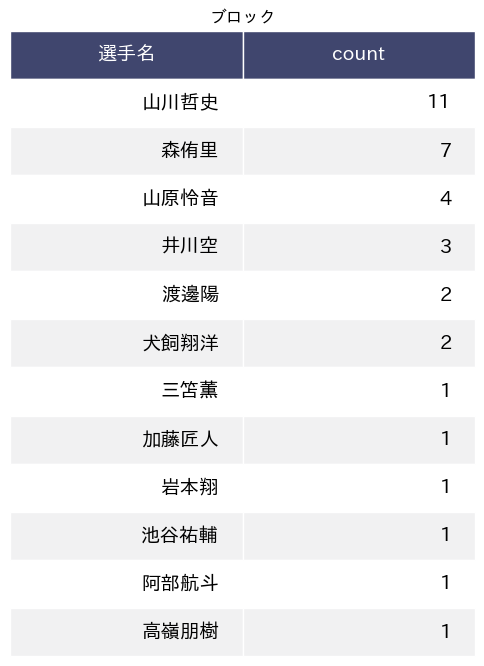 ブロック
選手名 count
山川哲史 11
森侑里 7
山原怜音 4
井川空 3
渡邊陽 2
犬飼翔洋 2
三笘薫 1
加藤匠人 1
岩本翔 1
池谷祐輔 1
阿部航斗 1
高嶺朋樹 1